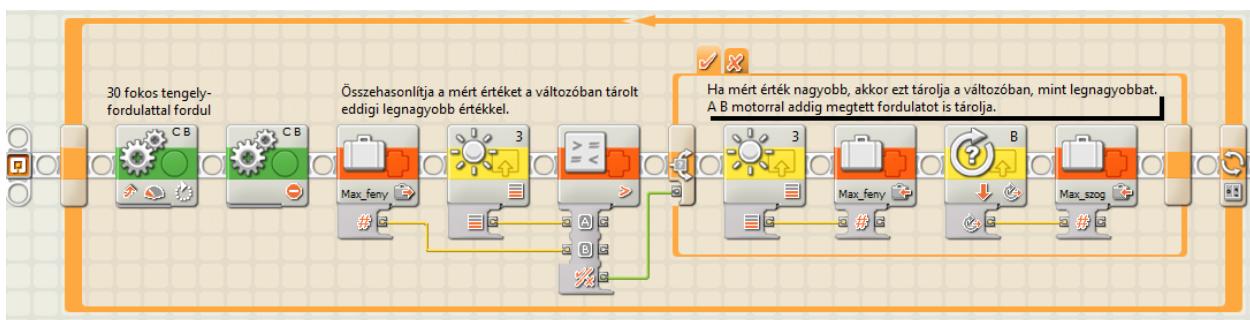 30 fokos tengely-
fordulattal fordul
Összehasonlítja a mért értéket a változóban tárolt
eddigi legnagyobb értékkel.
Ha mért érték nagyobb, akkor ezt tárolja a változóban, mint legnagyobbat.
A B motorral addig megtett fordulatot is tárolja.
C B
C B
3
3
B
Max_feny
Max_feny
Max_szog
A
B